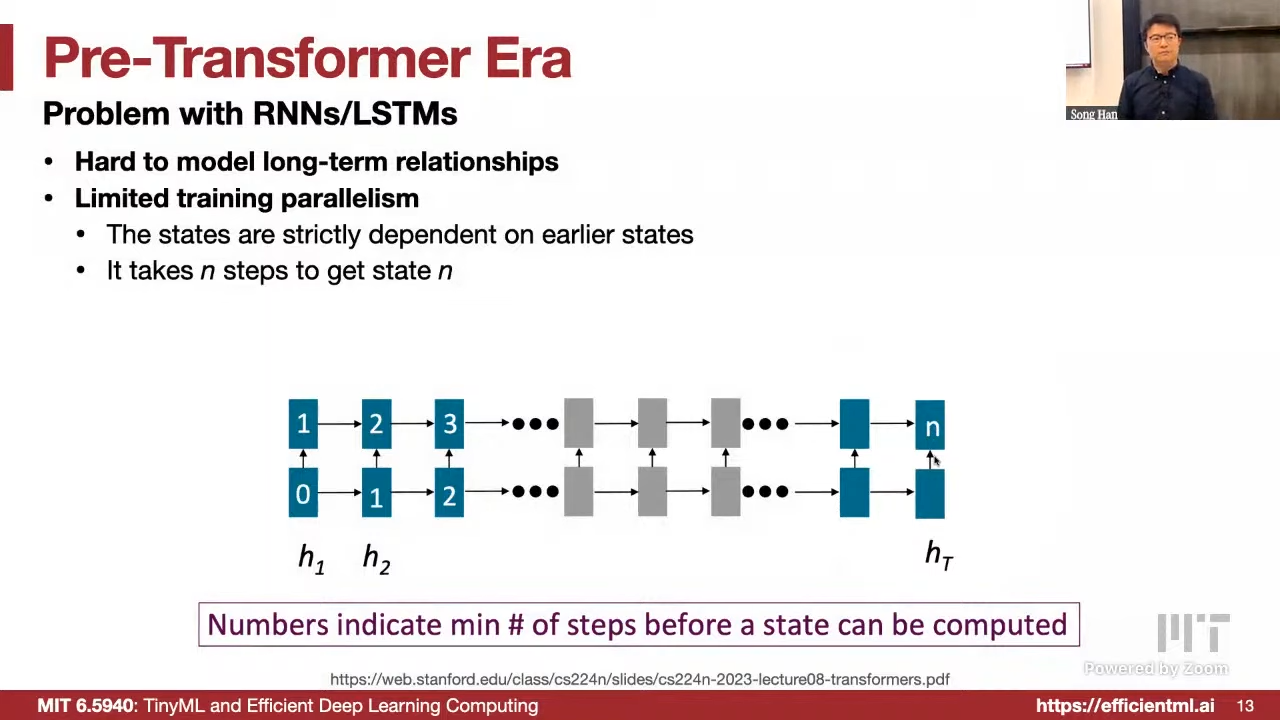 Pre-Transformer Era
Problem with RNNs/LSTMs
• Hard to model long-term relationships
• Limited training parallelism
• The states are strictly dependent on earlier states
• It takes n steps to get state n
Song Han
1 2 3 ••• ••• n
0 1 2 ••• •••
h1 h2 hT
Numbers indicate min # of steps before a state can be computed
https://web.stanford.edu/class/cs224n/slides/cs224n-2023-lecture08-transformers.pdf
MIT
Powered by Zoom
MIT 6.5940: TinyML and Efficient Deep Learning Computing
https://efficientml.ai 13